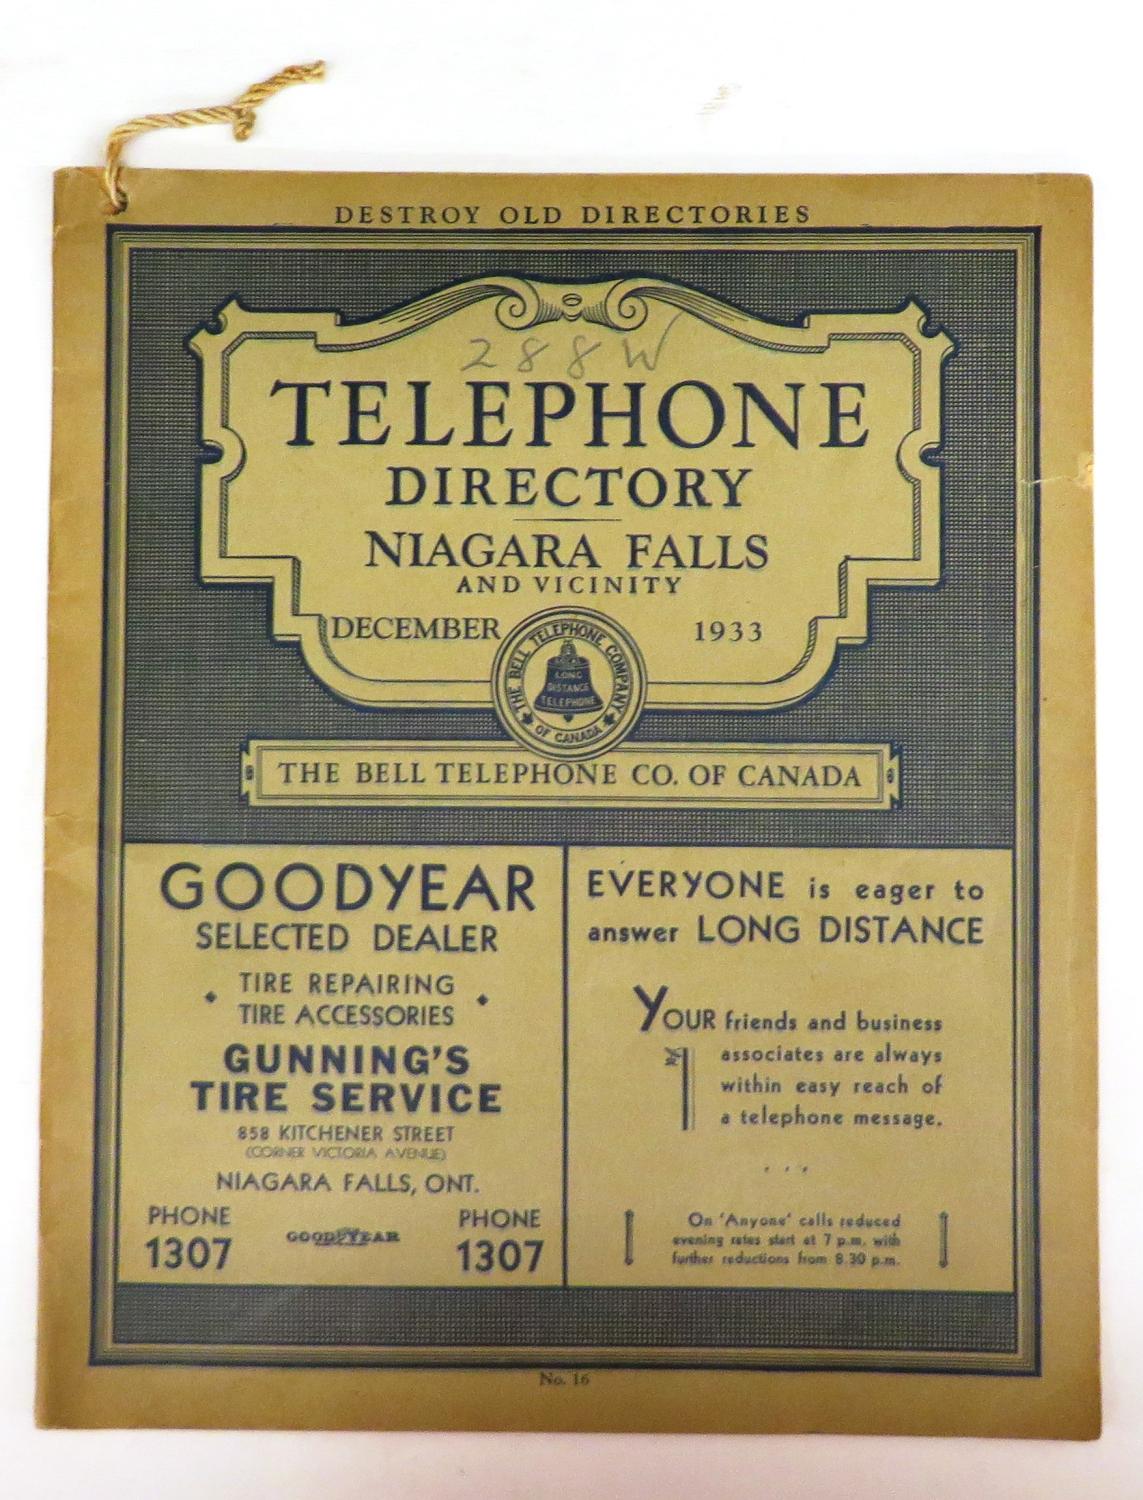 DESTROY OLD DIRECTORIES
288W
TELEPHONE
DIRECTORY
NIAGARA FALLS
AND VICINITY
DECEMBER 1933
THE BELL TELEPHONE COMPANY
OF CANADA
LONG
DISTANCE
TELEPHONE
THE BELL TELEPHONE CO. OF CANADA
GOODYEAR
SELECTED DEALER
TIRE REPAIRING
TIRE ACCESSORIES
GUNNING'S
TIRE SERVICE
858 KITCHENER STREET
(CORNER VICTORIA AVENUE)
NIAGARA FALLS, ONT.
PHONE
1307
GOODYEAR
PHONE
1307
EVERYONE is eager to
answer LONG DISTANCE
YOUR friends and business
associates are always
within easy reach of
a telephone message.
. . .
On 'Anyone' calls reduced
evening rates start at 7 p.m. with
further reductions from 8.30 p.m.
No. 16